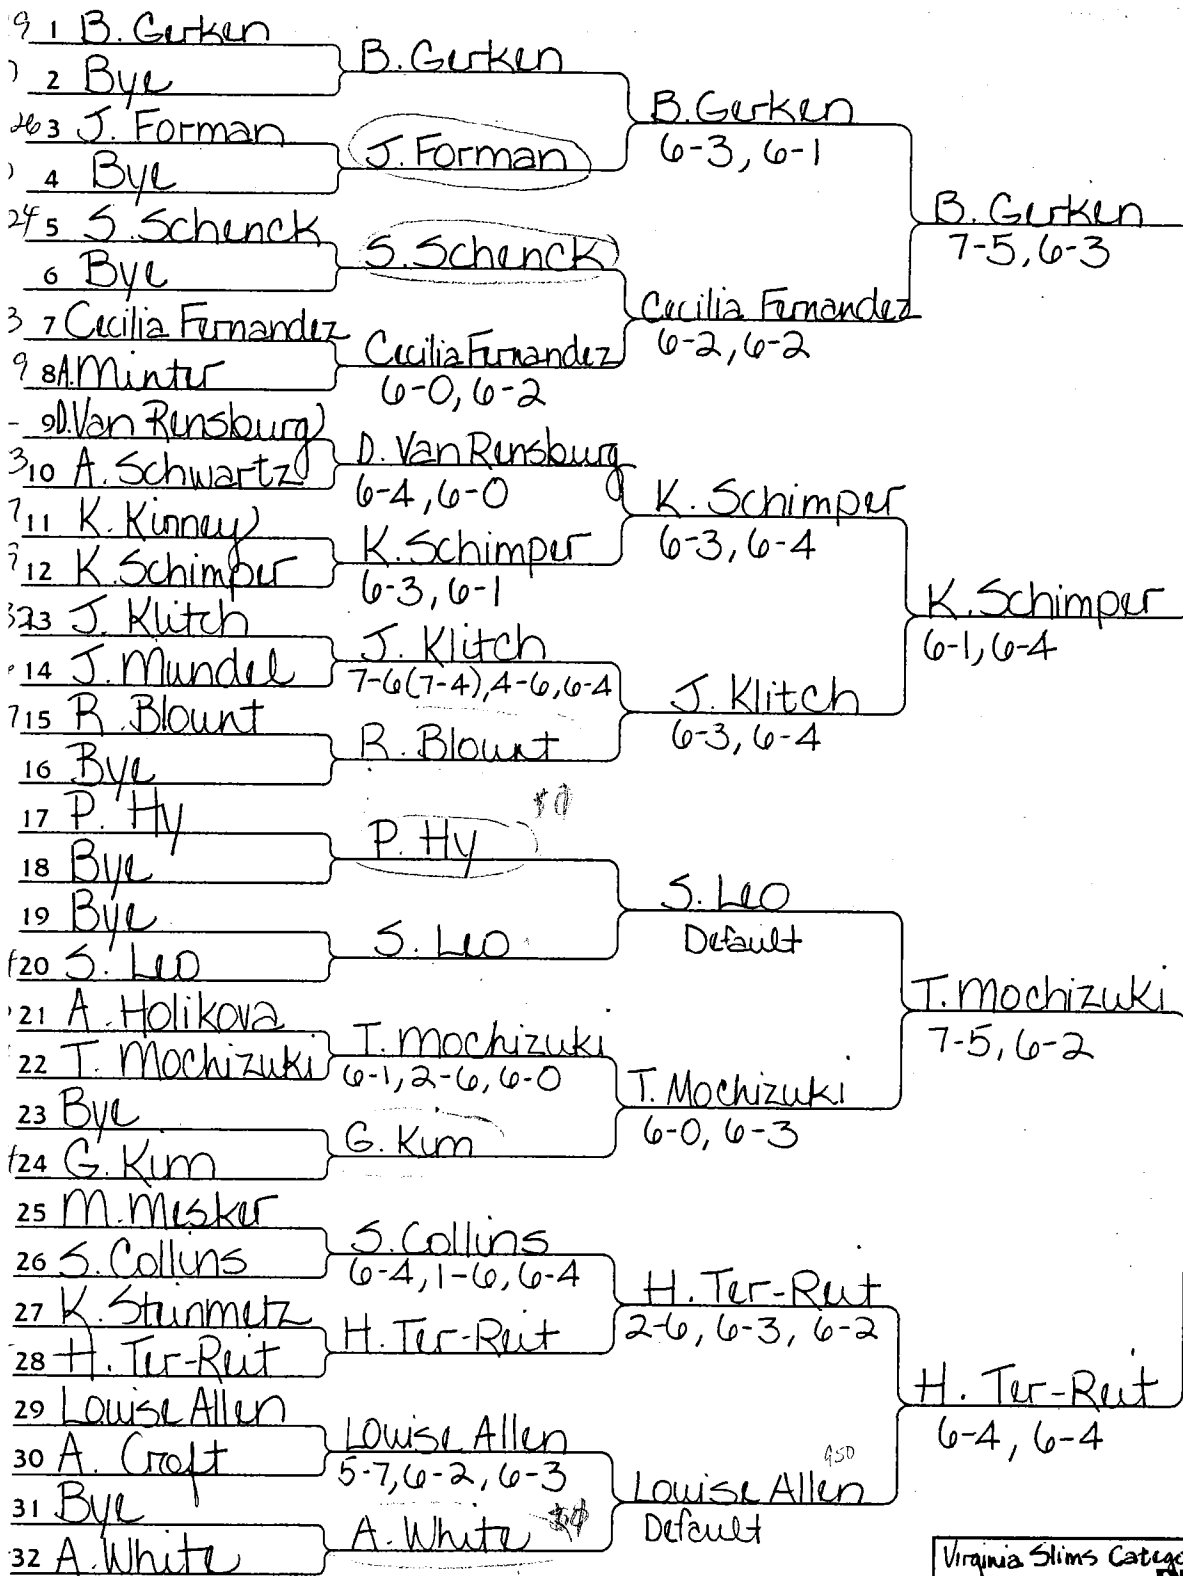 1 B. Gerken
2 Bye
3 J. Forman
4 Bye
5 S. Schenck
6 Bye
7 Cecilia Fernandez
8 A. Minter
9 D. Van Rensburg
10 A. Schwartz
11 K. Kinney
12 K. Schimper
13 J. Klitch
14 J. Mundel
15 R. Blount
16 Bye
17 P. Hy
18 Bye
19 Bye
20 S. Leo
21 A. Holikova
22 T. Mochizuki
23 Bye
24 G. Kim
25 M. Mesker
26 S. Collins
27 K. Steinmetz
28 H. Ter-Reit
29 Louise Allen
30 A. Croft
31 Bye
32 A. White
B. Gerken
J. Forman
S. Schenck
Cecilia Fernandez
6-0, 6-2
D. Van Rensburg
6-4, 6-0
K. Schimper
6-3, 6-1
J. Klitch
7-6 (7-4), 4-6, 6-4
R. Blount
P. Hy
S. Leo
T. Mochizuki
6-1, 2-6, 6-0
G. Kim
S. Collins
6-4, 1-6, 6-4
H. Ter-Reit
Louise Allen
5-7, 6-2, 6-3
A. White
B. Gerken
6-3, 6-1
Cecilia Fernandez
6-2, 6-2
K. Schimper
6-3, 6-4
J. Klitch
6-3, 6-4
S. Leo
Default
T. Mochizuki
6-0, 6-3
H. Ter-Reit
2-6, 6-3, 6-2
Louise Allen
Default
B. Gerken
7-5, 6-3
K. Schimper
6-1, 6-4
T. Mochizuki
7-5, 6-2
H. Ter-Reit
6-4, 6-4
Virginia Slims